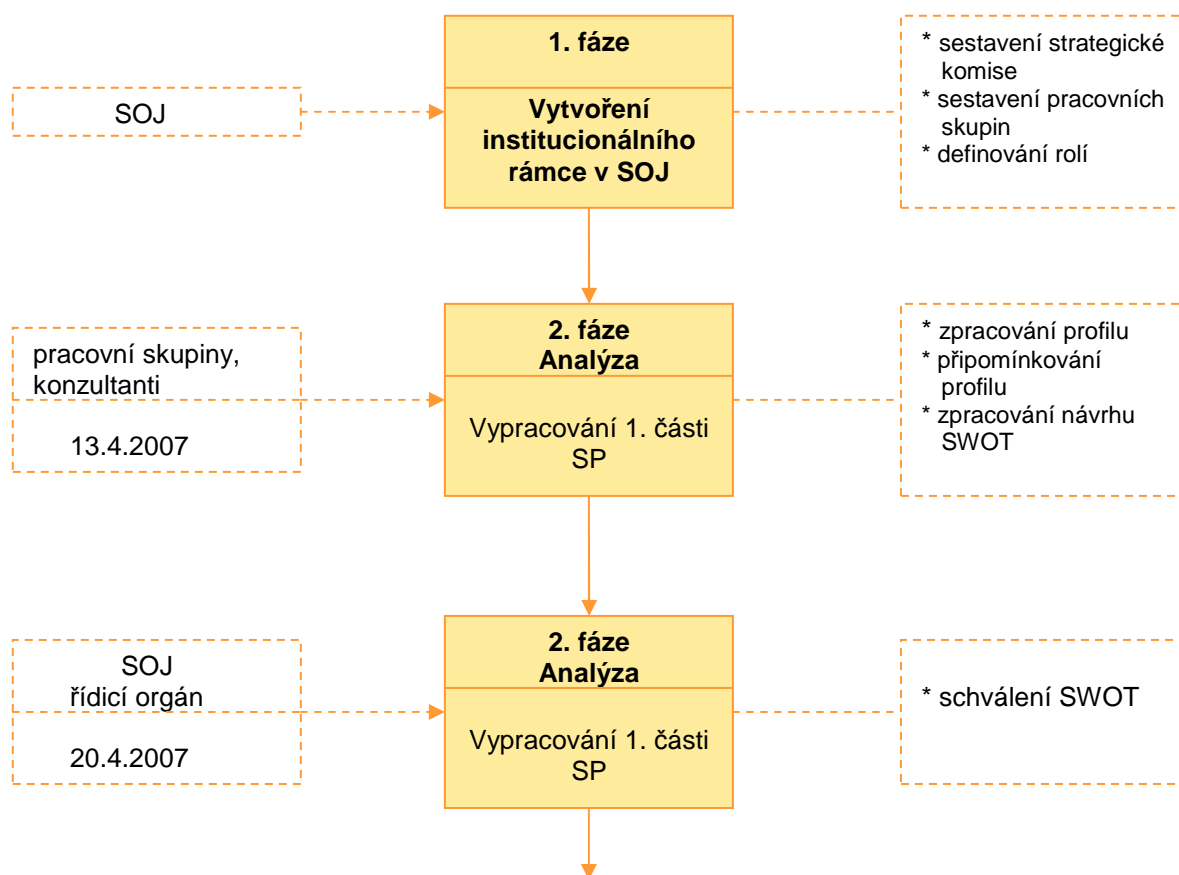 1. fáze
Vytvoření
institucionálního
rámce v SOJ
SOJ
* sestavení strategické
komise
* sestavení pracovních
skupin
* definování rolí
pracovní skupiny,
konzultanti
13.4.2007
2. fáze
Analýza
Vypracování 1. části
SP
* zpracování profilu
* připomínkování
profilu
* zpracování návrhu
SWOT
SOJ
řídicí orgán
20.4.2007
2. fáze
Analýza
Vypracování 1. části
SP
* schválení SWOT